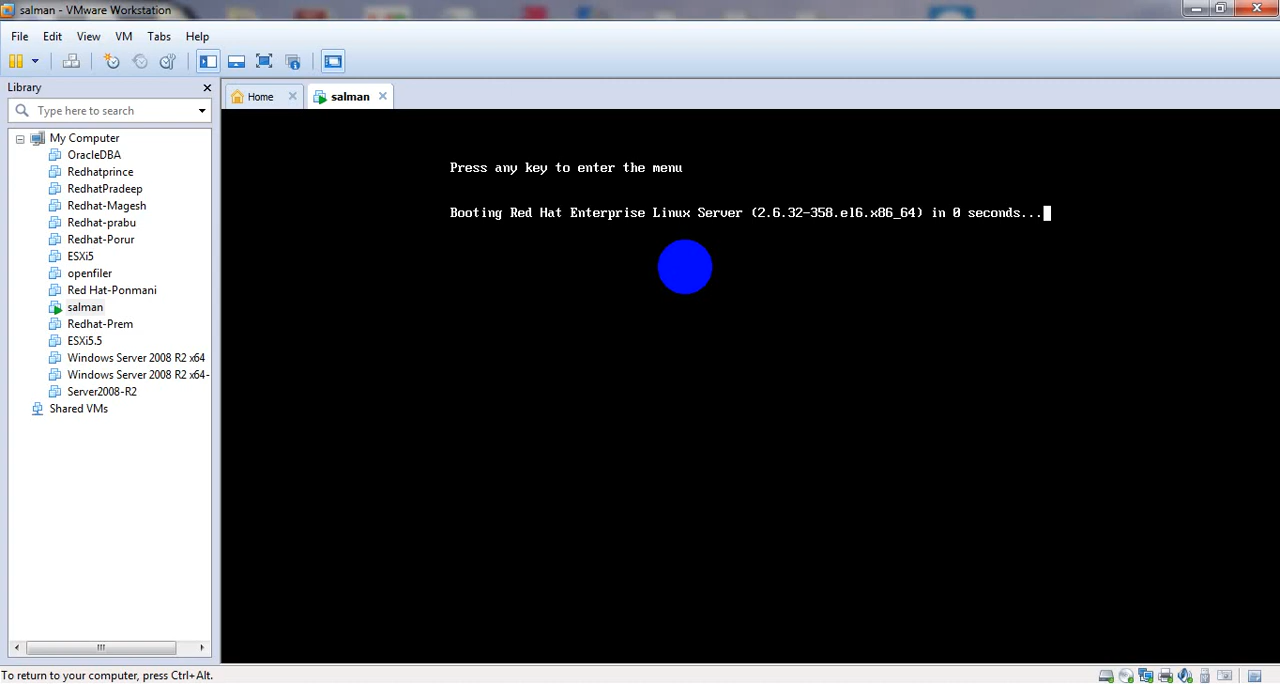 salman - VMware Workstation
File Edit View VM Tabs Help
Library
Type here to search
Home
salman
My Computer
OracleDBA
Redhatprince
RedhatPradeep
Redhat-Magesh
Redhat-prabu
Redhat-Porur
ESXi5
openfiler
Red Hat-Ponmani
salman
Redhat-Prem
ESXi5.5
Windows Server 2008 R2 x64
Windows Server 2008 R2 x64-
Server2008-R2
Shared VMs
Press any key to enter the menu
Booting Red Hat Enterprise Linux Server (2.6.32-358.el6.x86_64) in 0 seconds...
To return to your computer, press Ctrl+Alt.